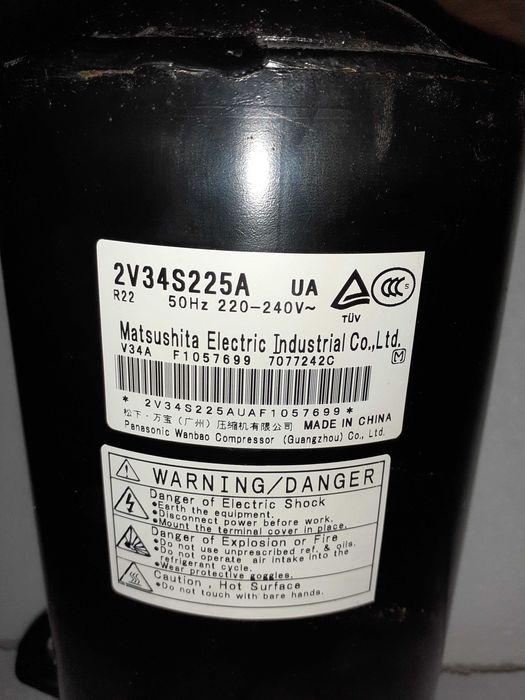 2V34S225A UA
R22 50Hz 220-240V~
TÜV
CCC S
Matsushita Electric Industrial Co.,Ltd.
V34A F1057699 7077242C M
* 2V34S225AUAF1057699 *
松下·万宝(广州)压缩机有限公司 MADE IN CHINA
Panasonic Wanbao Compressor (Guangzhou) Co., Ltd.
WARNING/DANGER
Danger of Electric Shock
•Earth the equipment.
•Disconnect power before work.
•Mount the terminal cover in place.
Danger of Explosion or Fire
•Do not use unprescribed ref. & oils.
•Do not operate air intake into the
refrigerant cycle.
•Wear protective goggles.
Caution , Hot Surface
•Do not touch with bare hands.